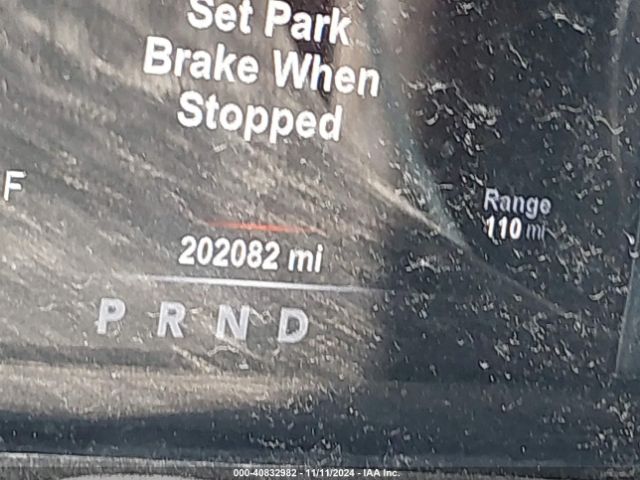 Set Park
Brake When
Stopped
F
Range
110 mi
202082 mi
P R N D
000-40832982 - 11/11/2024 - IAA Inc.